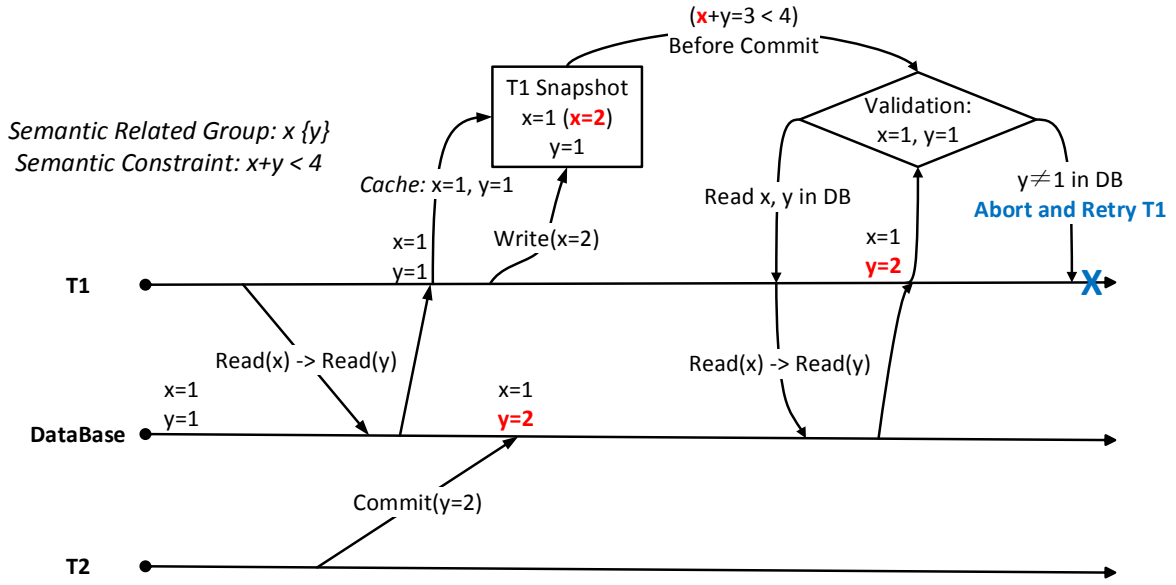 (x+y=3 < 4)
Before Commit
T1 Snapshot
x=1 (x=2)
y=1
Validation:
x=1, y=1
Semantic Related Group: x {y}
Semantic Constraint: x+y < 4
Cache: x=1, y=1
Read x, y in DB
y≠1 in DB
Abort and Retry T1
Write(x=2)
x=1
y=1
x=1
y=2
T1
X
Read(x) -> Read(y)
Read(x) -> Read(y)
x=1
y=1
x=1
y=2
DataBase
Commit(y=2)
T2